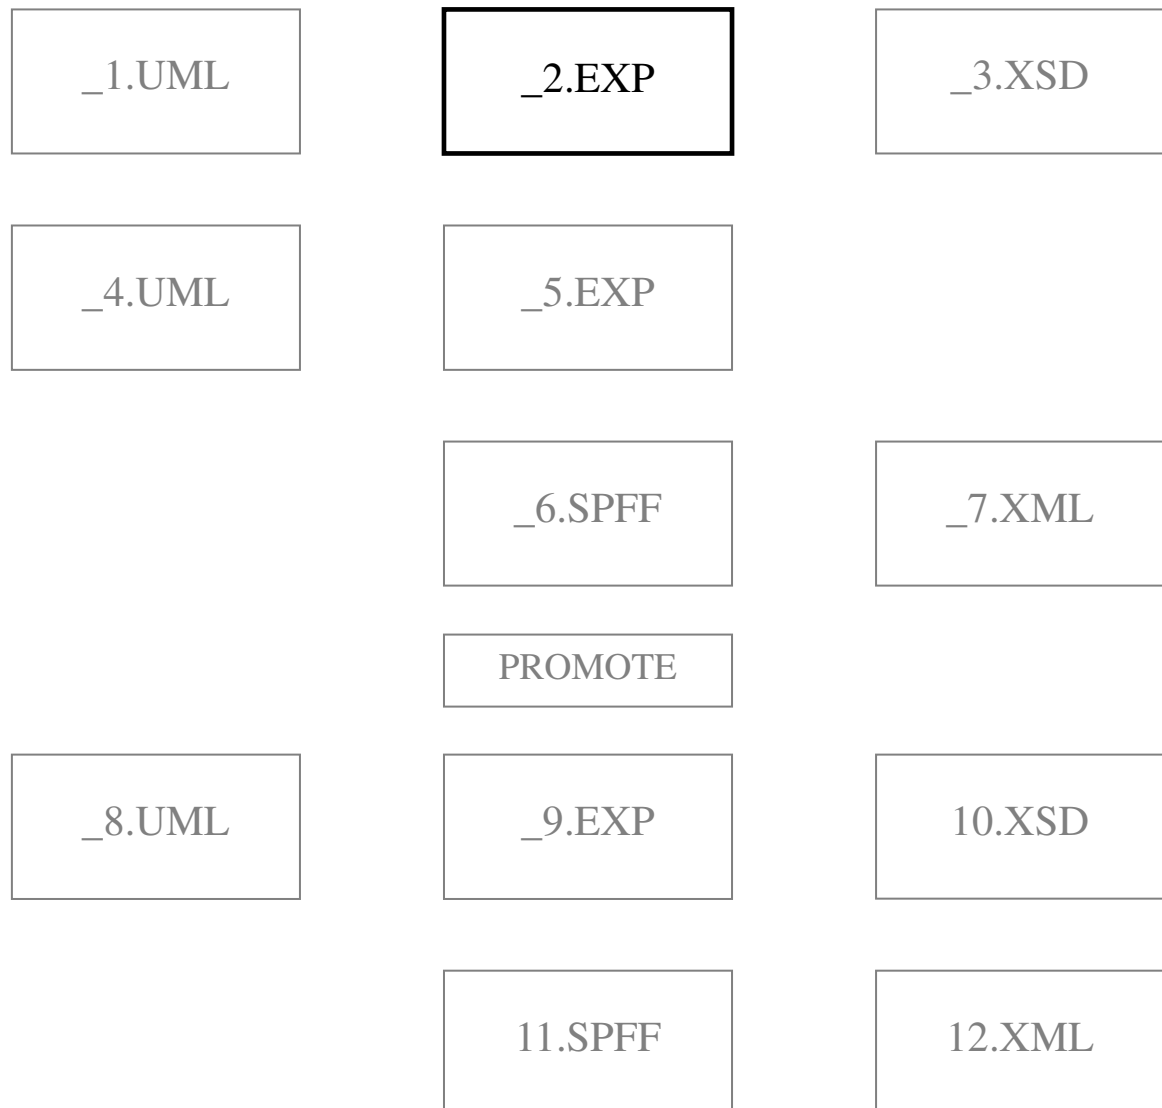 _1.UML
_2.EXP
_3.XSD
_4.UML
_5.EXP
_6.SPFF
_7.XML
PROMOTE
_8.UML
_9.EXP
10.XSD
11.SPFF
12.XML